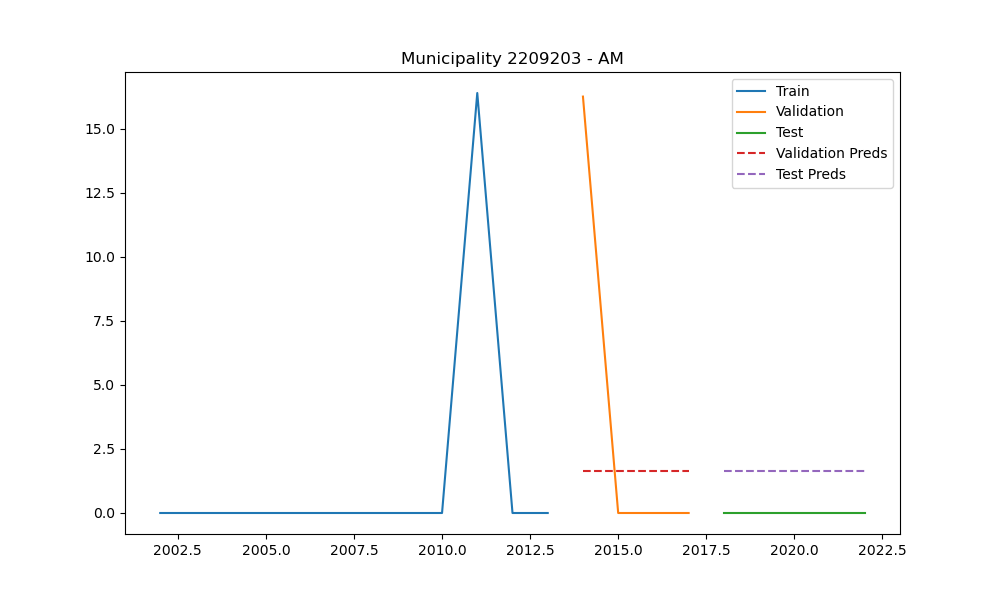 Municipality 2209203 - AM
Train
Validation
Test
Validation Preds
Test Preds
15.0
12.5
10.0
7.5
5.0
2.5
0.0
2002.5 2005.0 2007.5 2010.0 2012.5 2015.0 2017.5 2020.0 2022.5